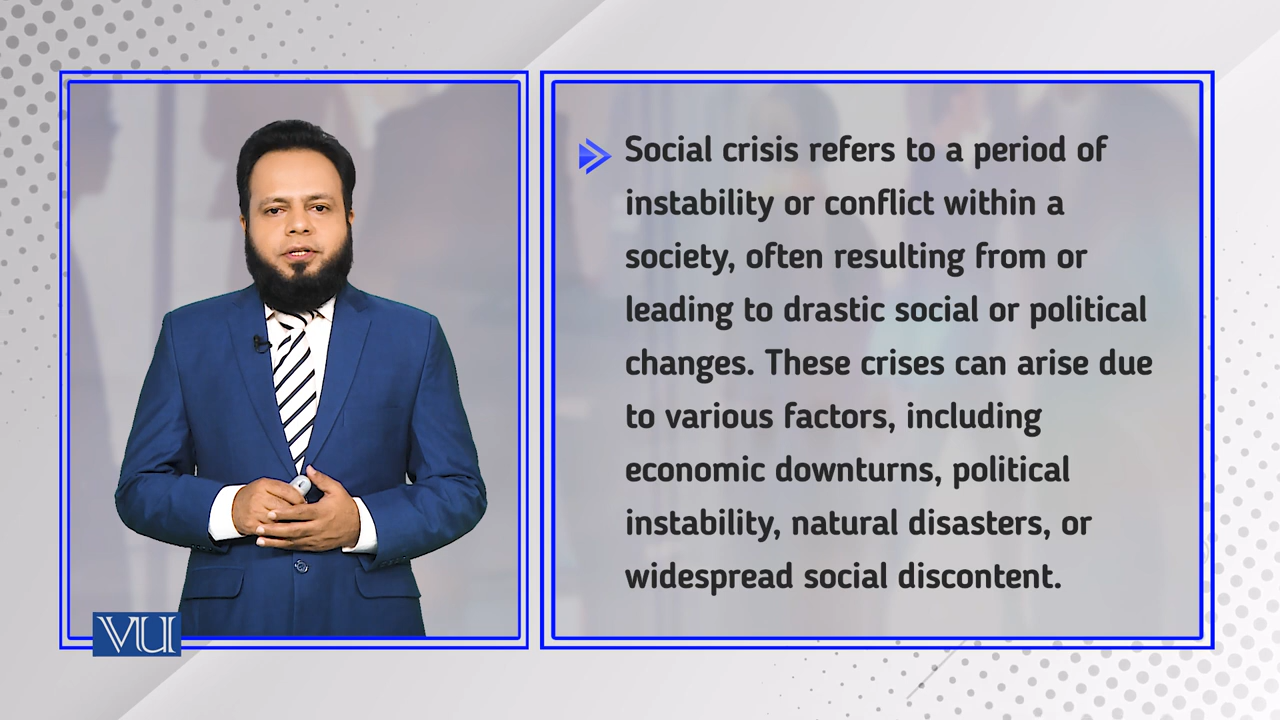 Social crisis refers to a period of
instability or conflict within a
society, often resulting from or
leading to drastic social or political
changes. These crises can arise due
to various factors, including
economic downturns, political
instability, natural disasters, or
widespread social discontent.
VU